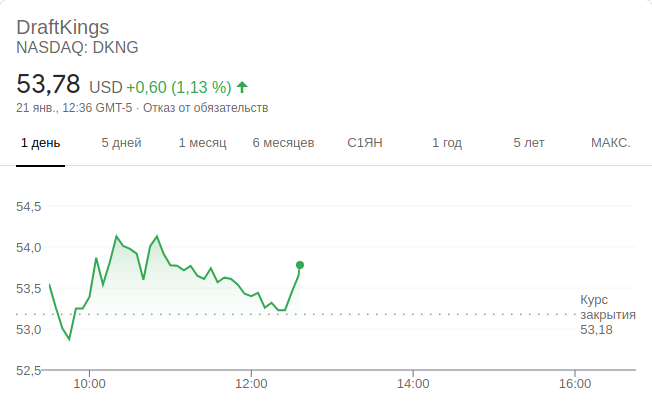 DraftKings
NASDAQ: DKNG
53,78 USD +0,60 (1,13 %)
21 янв., 12:36 GMT-5 · Отказ от обязательств
1 день 5 дней 1 месяц 6 месяцев С1ЯН 1 год 5 лет МАКС.
54,5
54,0
53,5
53,0
52,5
Курс
закрытия
53,18
10:00 12:00 14:00 16:00